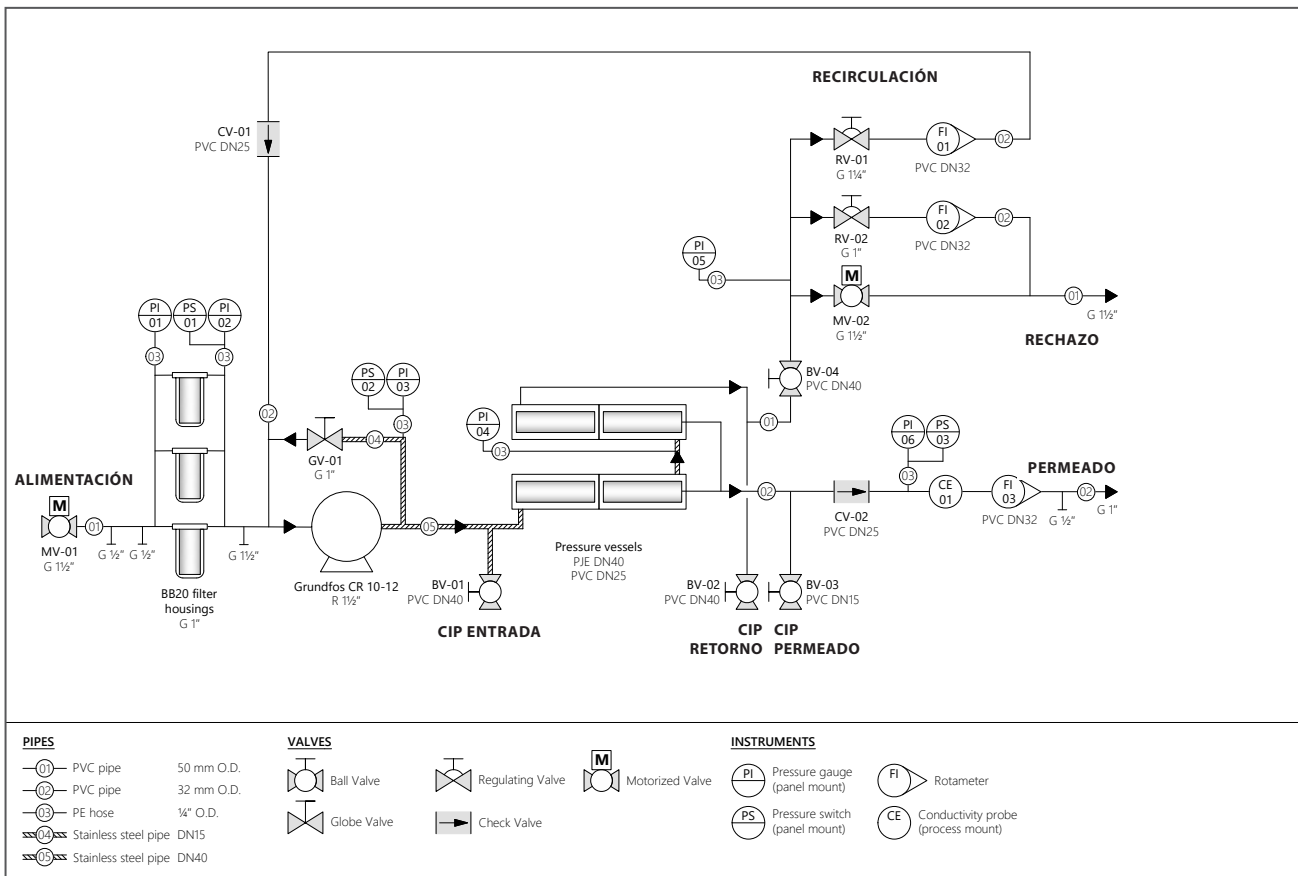 RECIRCULACIÓN
CV-01
PVC DN25
RV-01
G 1¼"
FI
01
PVC DN32
02
RV-02
G 1"
FI
02
PVC DN32
02
PI
05
03
M
MV-02
G 1½"
01
G 1½"
RECHAZO
PI
01
PS
01
PI
02
03
03
BV-04
PVC DN40
PS
02
PI
03
03
02
04
GV-01
G 1"
PI
04
03
01
PI
06
PS
03
03
ALIMENTACIÓN
M
MV-01
G 1½"
01
G ½"
G ½"
BB20 filter
housings
G 1"
G 1½"
Grundfos CR 10-12
R 1½"
05
BV-01
PVC DN40
CIP ENTRADA
Pressure vessels
PJE DN40
PVC DN25
02
CV-02
PVC DN25
CE
01
FI
03
PVC DN32
G ½"
PERMEADO
02
G 1"
BV-02
PVC DN40
BV-03
PVC DN15
CIP
RETORNO
CIP
PERMEADO
PIPES
01 PVC pipe 50 mm O.D.
02 PVC pipe 32 mm O.D.
03 PE hose ¼" O.D.
04 Stainless steel pipe DN15
05 Stainless steel pipe DN40
VALVES
Ball Valve
Globe Valve
Regulating Valve
Check Valve
M
Motorized Valve
INSTRUMENTS
PI
Pressure gauge
(panel mount)
PS
Pressure switch
(panel mount)
FI
Rotameter
CE
Conductivity probe
(process mount)